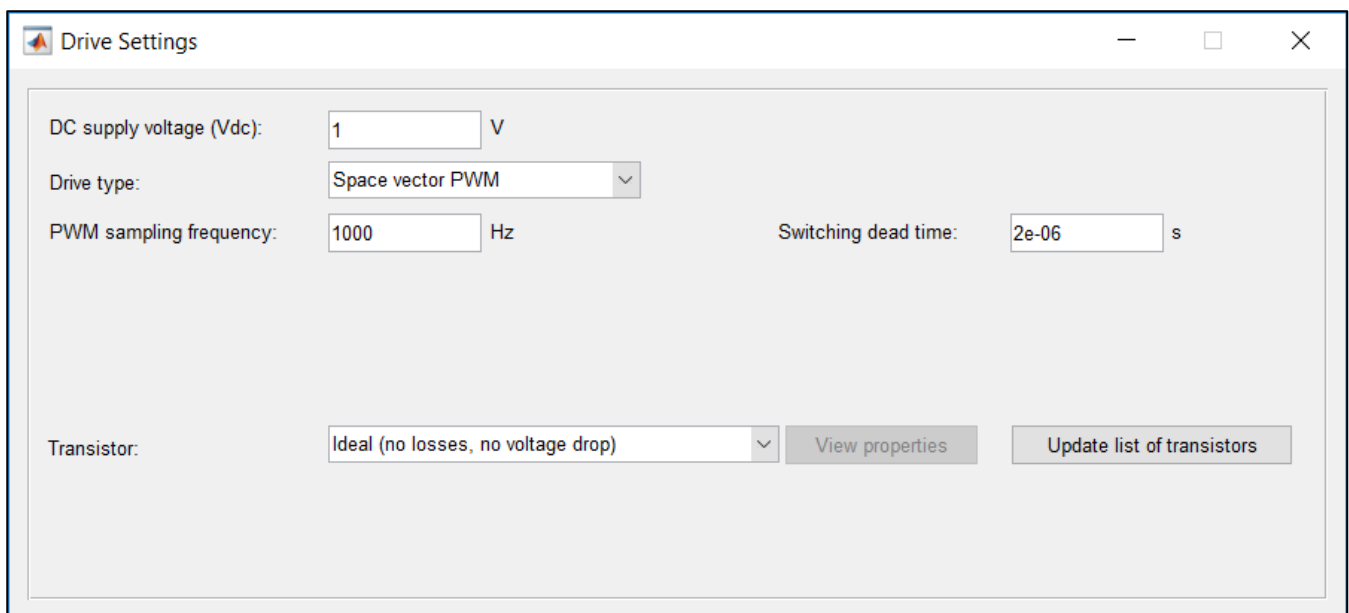 Drive Settings
DC supply voltage (Vdc): 1 V
Drive type: Space vector PWM
PWM sampling frequency: 1000 Hz Switching dead time: 2e-06 s
Transistor: Ideal (no losses, no voltage drop) View properties Update list of transistors